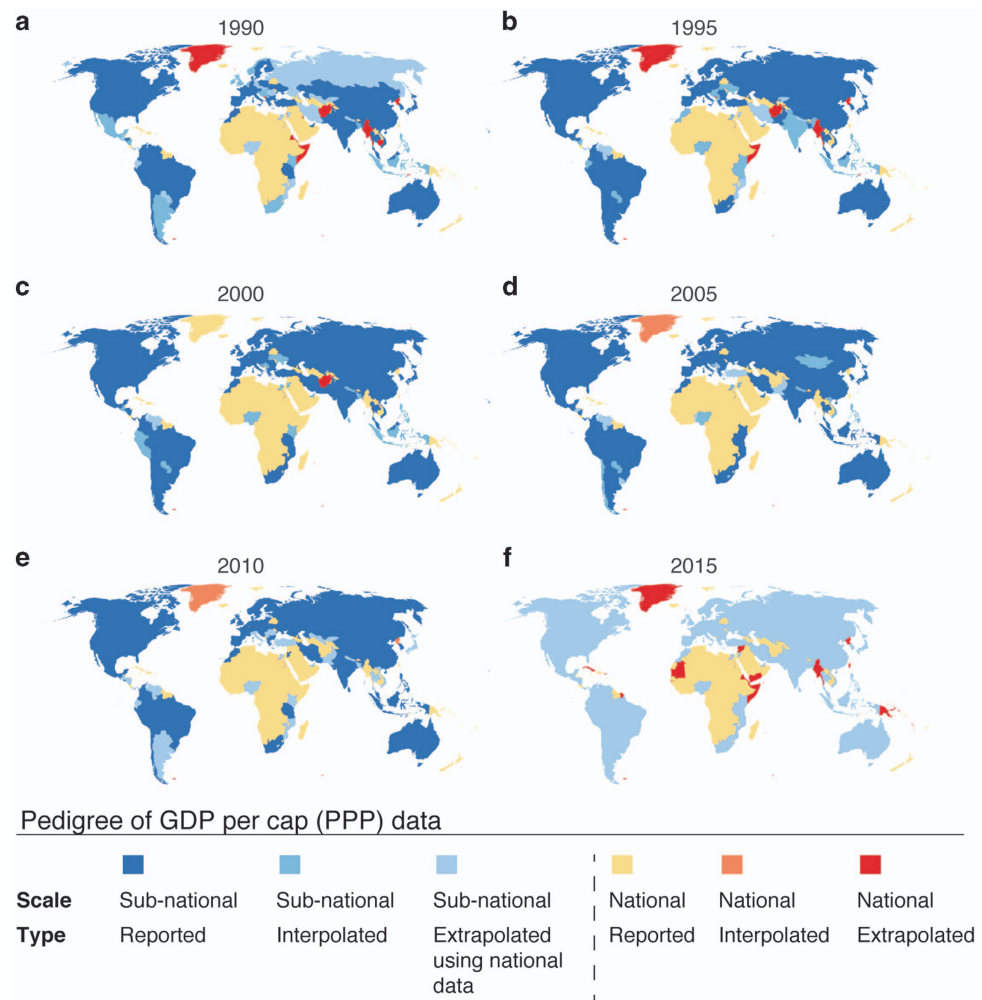 a
1990
b
1995
c
2000
d
2005
e
2010
f
2015
Pedigree of GDP per cap (PPP) data
Scale Sub-national Sub-national Sub-national National National National
Type Reported Interpolated Extrapolated Reported Interpolated Extrapolated
using national
data